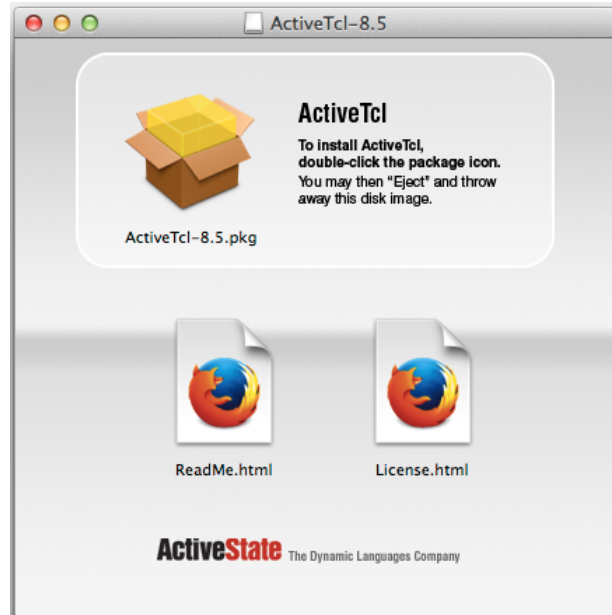 ActiveTcl-8.5
ActiveTcl
To install ActiveTcl,
double-click the package icon.
You may then “Eject” and throw
away this disk image.
ActiveTcl-8.5.pkg
ReadMe.html
License.html
ActiveState The Dynamic Languages Company